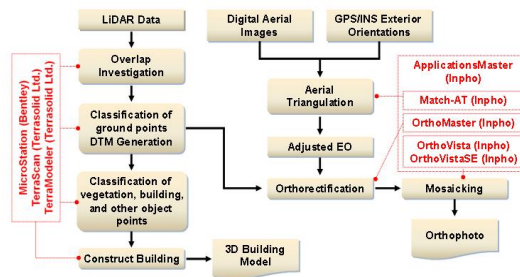 LiDAR Data
Overlap
Investigation
Classification of
ground points
DTM Generation
Classification of
vegetation, building,
and other object
points
Construct Building
3D Building
Model
MicroStation (Bentley)
TerraScan (Terrasolid Ltd.)
TerraModeler (Terrasolid Ltd.)
Digital Aerial
Images
GPS/INS Exterior
Orientations
Aerial
Triangulation
Adjusted EO
Orthorectification
Mosaicking
Orthophoto
ApplicationsMaster
(Inpho)
Match-AT (Inpho)
OrthoMaster (Inpho)
OrthoVista (Inpho)
OrthoVistaSE (Inpho)